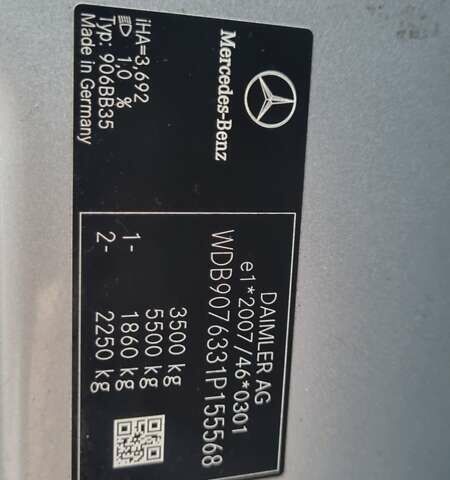 Mercedes-Benz
iHA=3,692
1,0 %
Typ: 906BB35
Made in Germany
DAIMLER AG
e1*2007/46*0301
WDB9076331P155568
3500 kg
5500 kg
1- 1860 kg
2- 2250 kg